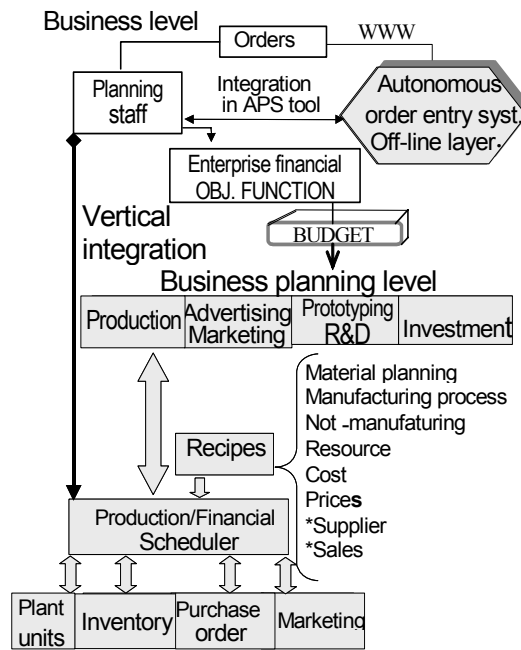 Business level
Orders
WWW
Planning
staff
Integration
in APS tool
Autonomous
order entry syst.
Off-line layer.
Enterprise financial
OBJ. FUNCTION
Vertical
integration
BUDGET
Business planning level
Production
Advertising
Marketing
Prototyping
R&D
Investment
Material planning
Manufacturing process
Not -manufaturing
Resource
Cost
Prices
*Supplier
*Sales
Recipes
Production/Financial
Scheduler
Plant
units
Inventory
Purchase
order
Marketing